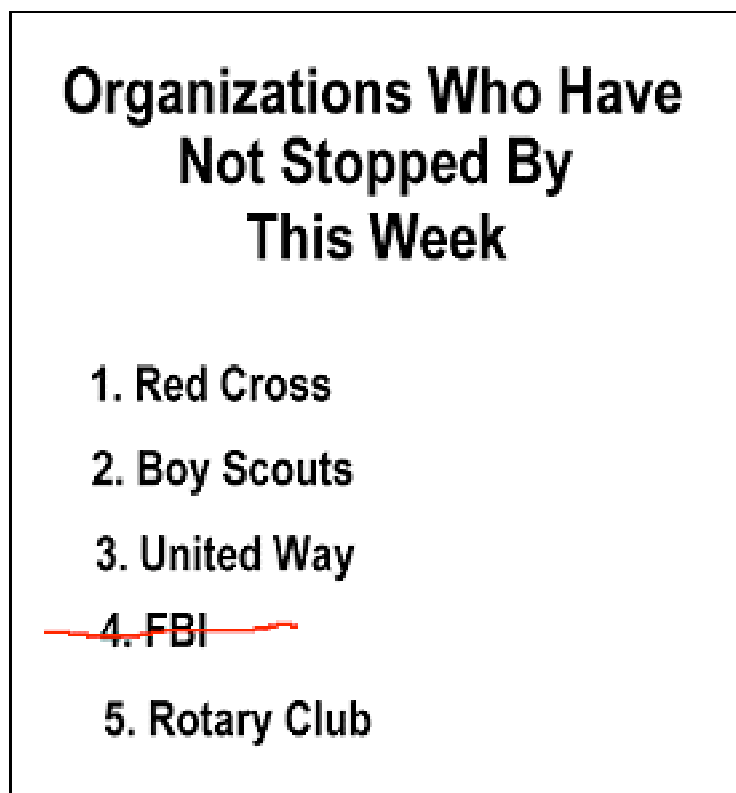 Organizations Who Have
Not Stopped By
This Week
1. Red Cross
2. Boy Scouts
3. United Way
4. FBI
5. Rotary Club